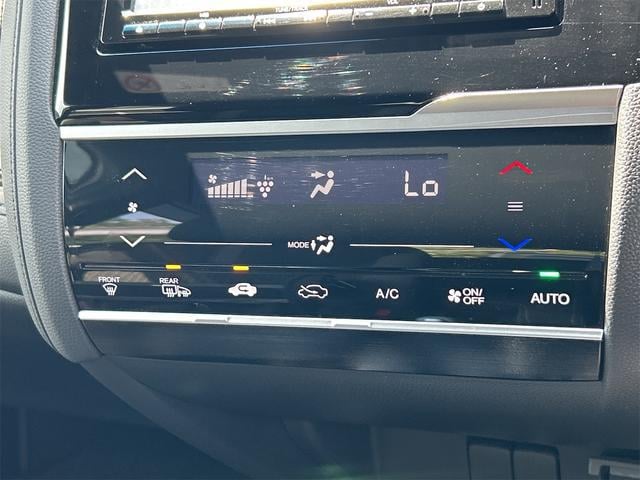 Lo
MODE
FRONT
REAR
A/C
ON/
OFF
AUTO